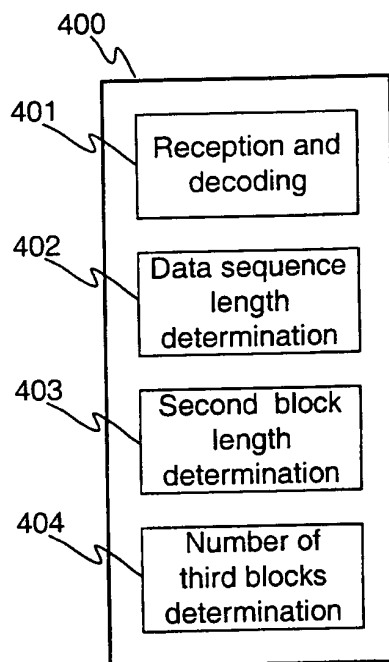 400
401
Reception and
decoding
402
Data sequence
length
determination
403
Second block
length
determination
404
Number of
third blocks
determination